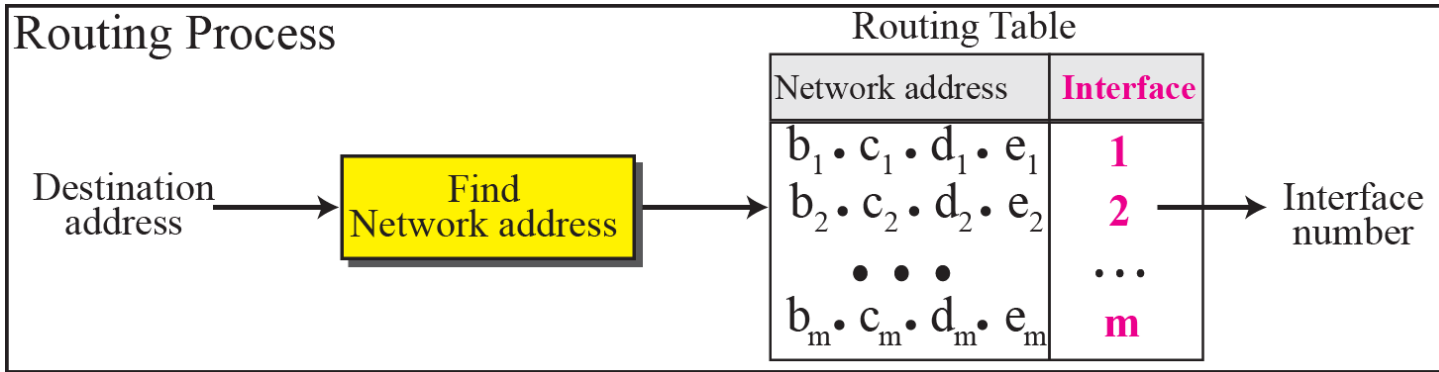 Routing Process
Routing Table
Network address Interface
b₁ . c₁ . d₁ . e₁ 1
Destination
address
Find
Network address
b₂ . c₂ . d₂ . e₂ 2
Interface
number
• • • ...
bₘ . cₘ . dₘ . eₘ m